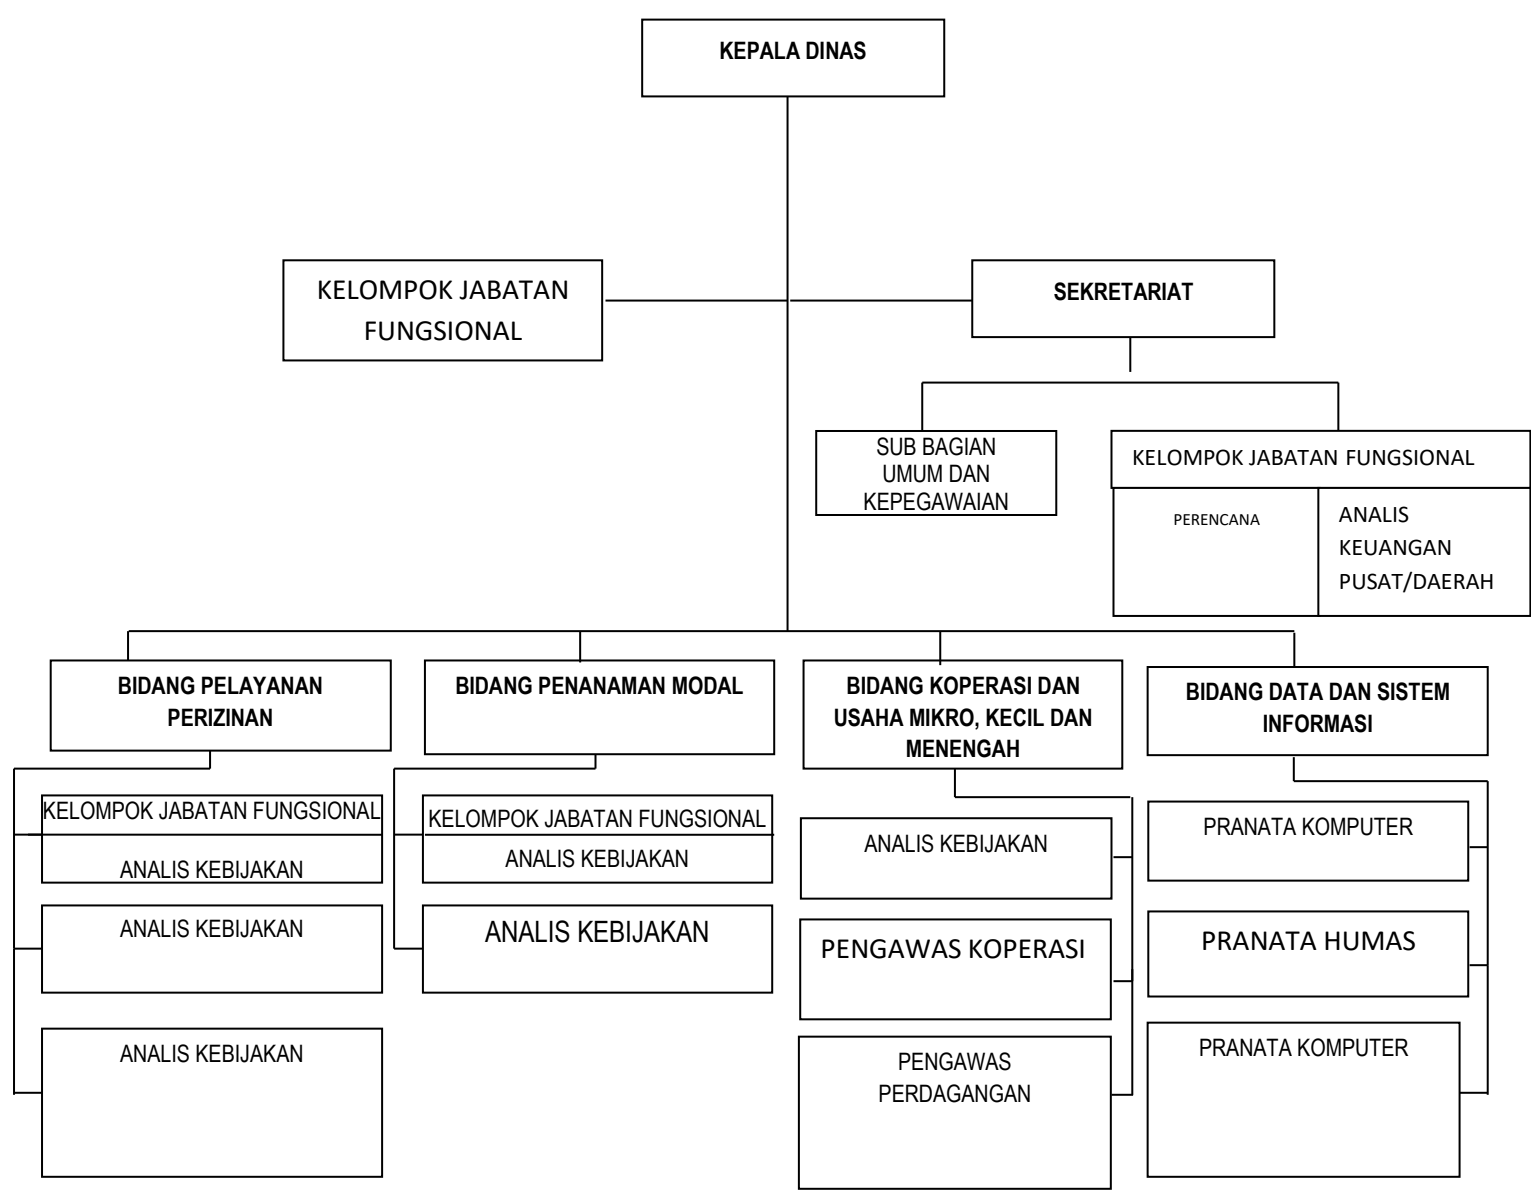 KEPALA DINAS
KELOMPOK JABATAN
FUNGSIONAL
SEKRETARIAT
SUB BAGIAN
UMUM DAN
KEPEGAWAIAN
KELOMPOK JABATAN FUNGSIONAL
PERENCANA
ANALIS
KEUANGAN
PUSAT/DAERAH
BIDANG PELAYANAN
PERIZINAN
BIDANG PENANAMAN MODAL
BIDANG KOPERASI DAN
USAHA MIKRO, KECIL DAN
MENENGAH
BIDANG DATA DAN SISTEM
INFORMASI
KELOMPOK JABATAN FUNGSIONAL
ANALIS KEBIJAKAN
ANALIS KEBIJAKAN
ANALIS KEBIJAKAN
KELOMPOK JABATAN FUNGSIONAL
ANALIS KEBIJAKAN
ANALIS KEBIJAKAN
ANALIS KEBIJAKAN
PENGAWAS KOPERASI
PENGAWAS
PERDAGANGAN
PRANATA KOMPUTER
PRANATA HUMAS
PRANATA KOMPUTER